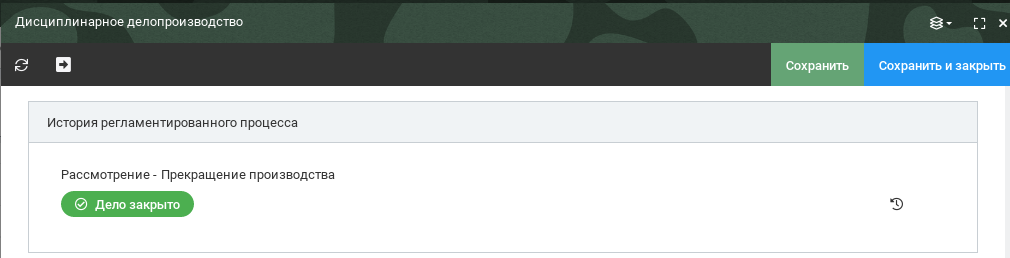 Дисциплинарное делопроизводство
Сохранить
Сохранить и закрыть
История регламентированного процесса
Рассмотрение - Прекращение производства
Дело закрыто